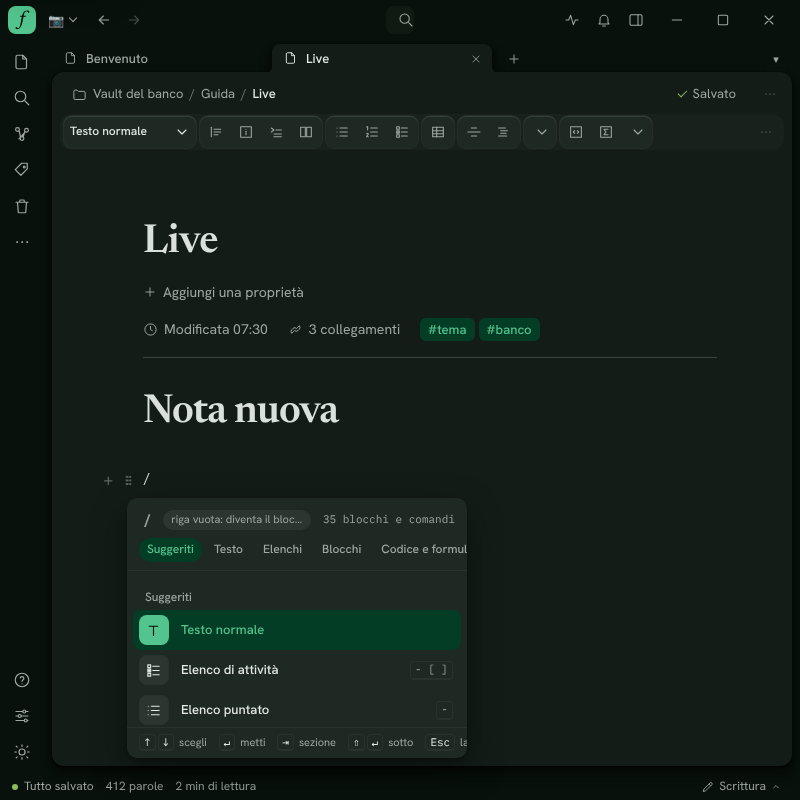 f
Benvenuto
Live
Vault del banco / Guida / Live
Salvato
Testo normale
Live
Aggiungi una proprietà
Modificata 07:30
3 collegamenti
#tema
#banco
Nota nuova
/
/
riga vuota: diventa il bloc...
35 blocchi e comandi
Suggeriti
Testo
Elenchi
Blocchi
Codice e formul
Suggeriti
T
Testo normale
Elenco di attività
- [ ]
Elenco puntato
-
↑ ↓ scegli ↵ metti ⇥ sezione ⇧ ↵ sotto Esc la
Tutto salvato
412 parole
2 min di lettura
Scrittura